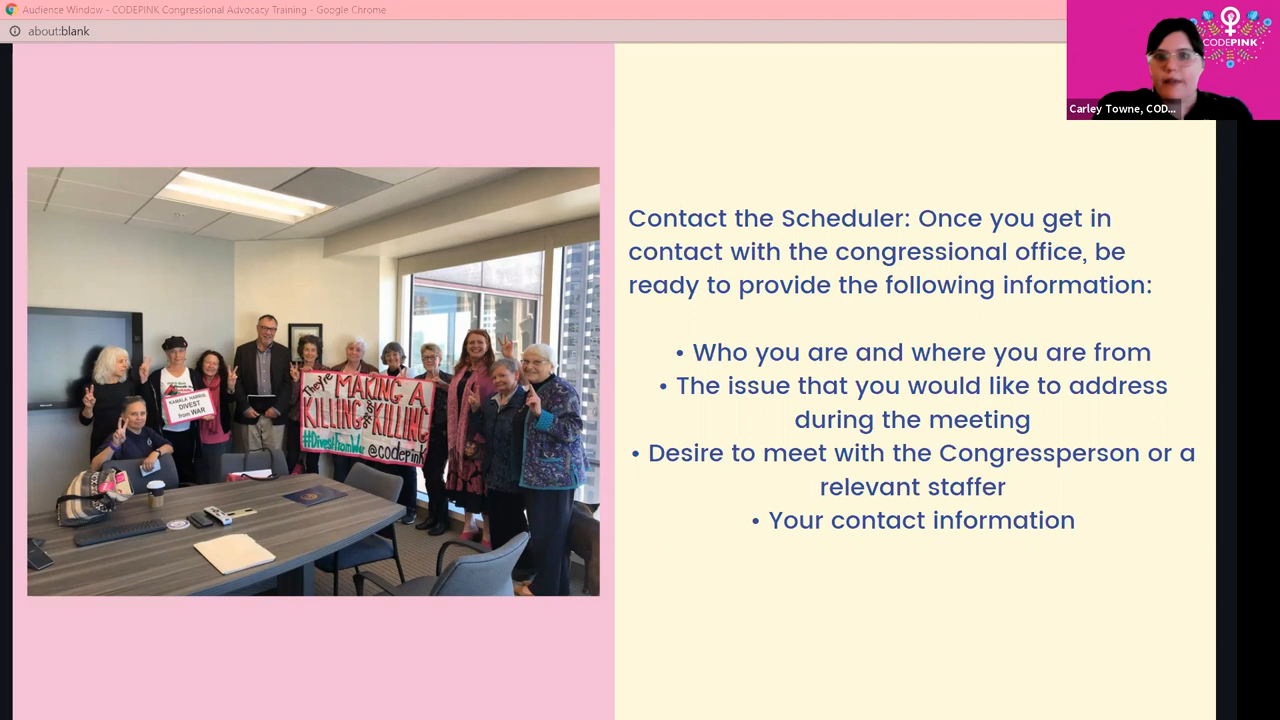 Audience Window - CODEPINK Congressional Advocacy Training - Google Chrome
about:blank
CODEPINK
Carley Towne, COD...
Contact the Scheduler: Once you get in
contact with the congressional office, be
ready to provide the following information:
• Who you are and where you are from
• The issue that you would like to address
during the meeting
• Desire to meet with the Congressperson or a
relevant staffer
• Your contact information
KAMALA HARRIS
DIVEST
from WAR
They're MAKING A
KILLING
KILLING
#DivestFromWar @codepink